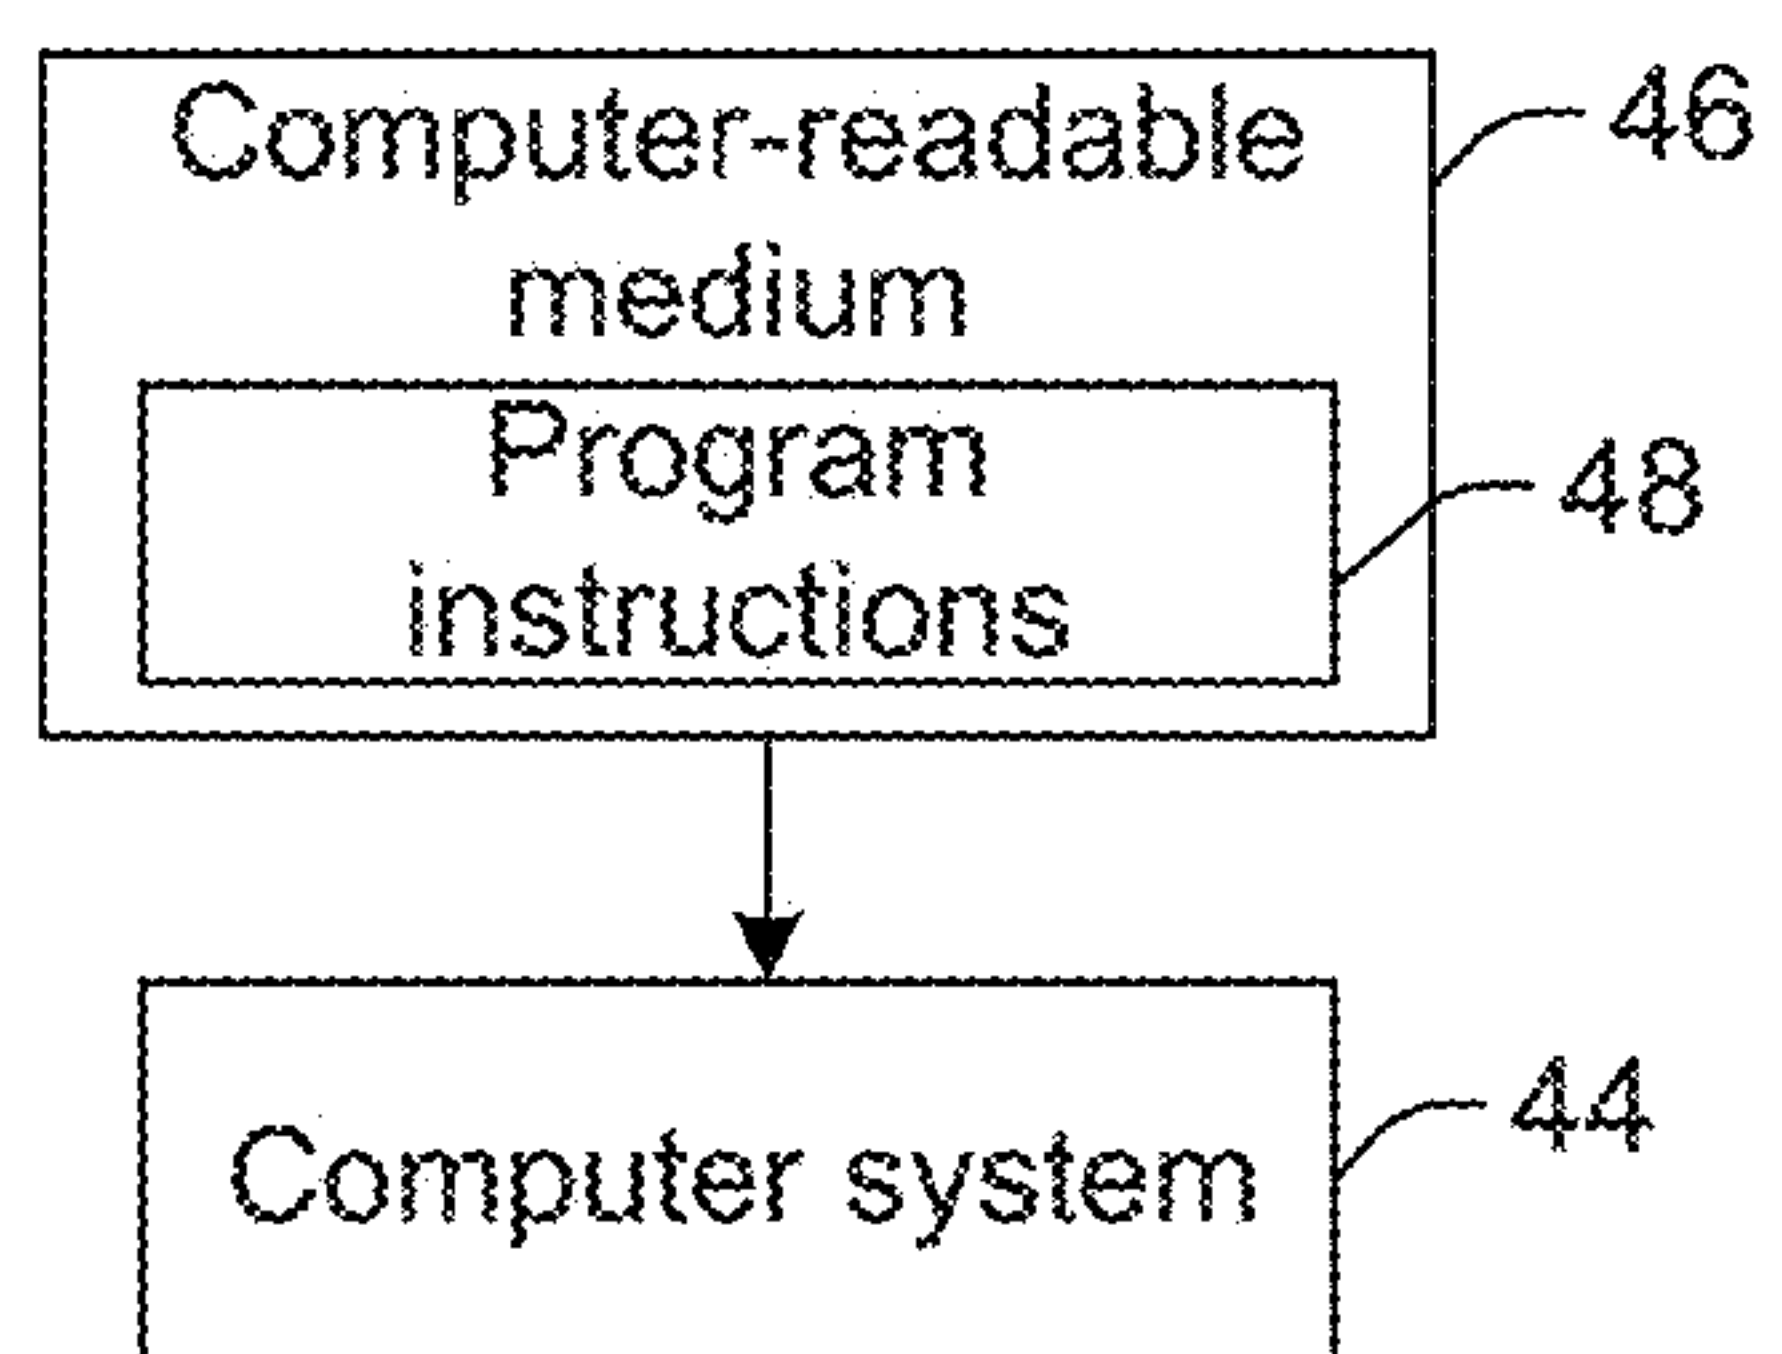 Computer-readable
medium
46
Program
instructions
48
Computer system
44